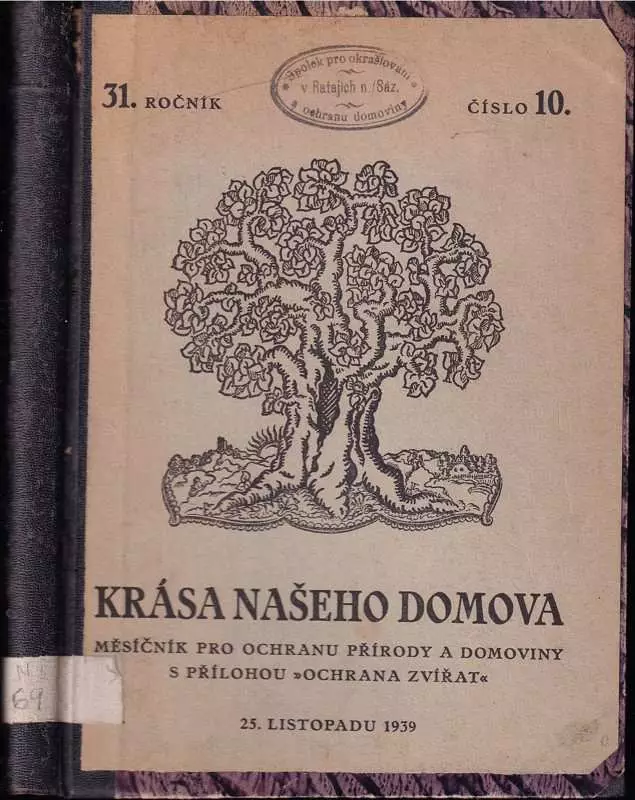 Spolek pro okrašlování
v Ratajích n./Sáz.
a ochranu domoviny
31. ROČNÍK
ČÍSLO 10.
KRÁSA NAŠEHO DOMOVA
MĚSÍČNÍK PRO OCHRANU PŘÍRODY A DOMOVINY
S PŘÍLOHOU »OCHRANA ZVÍŘAT«
25. LISTOPADU 1939
69